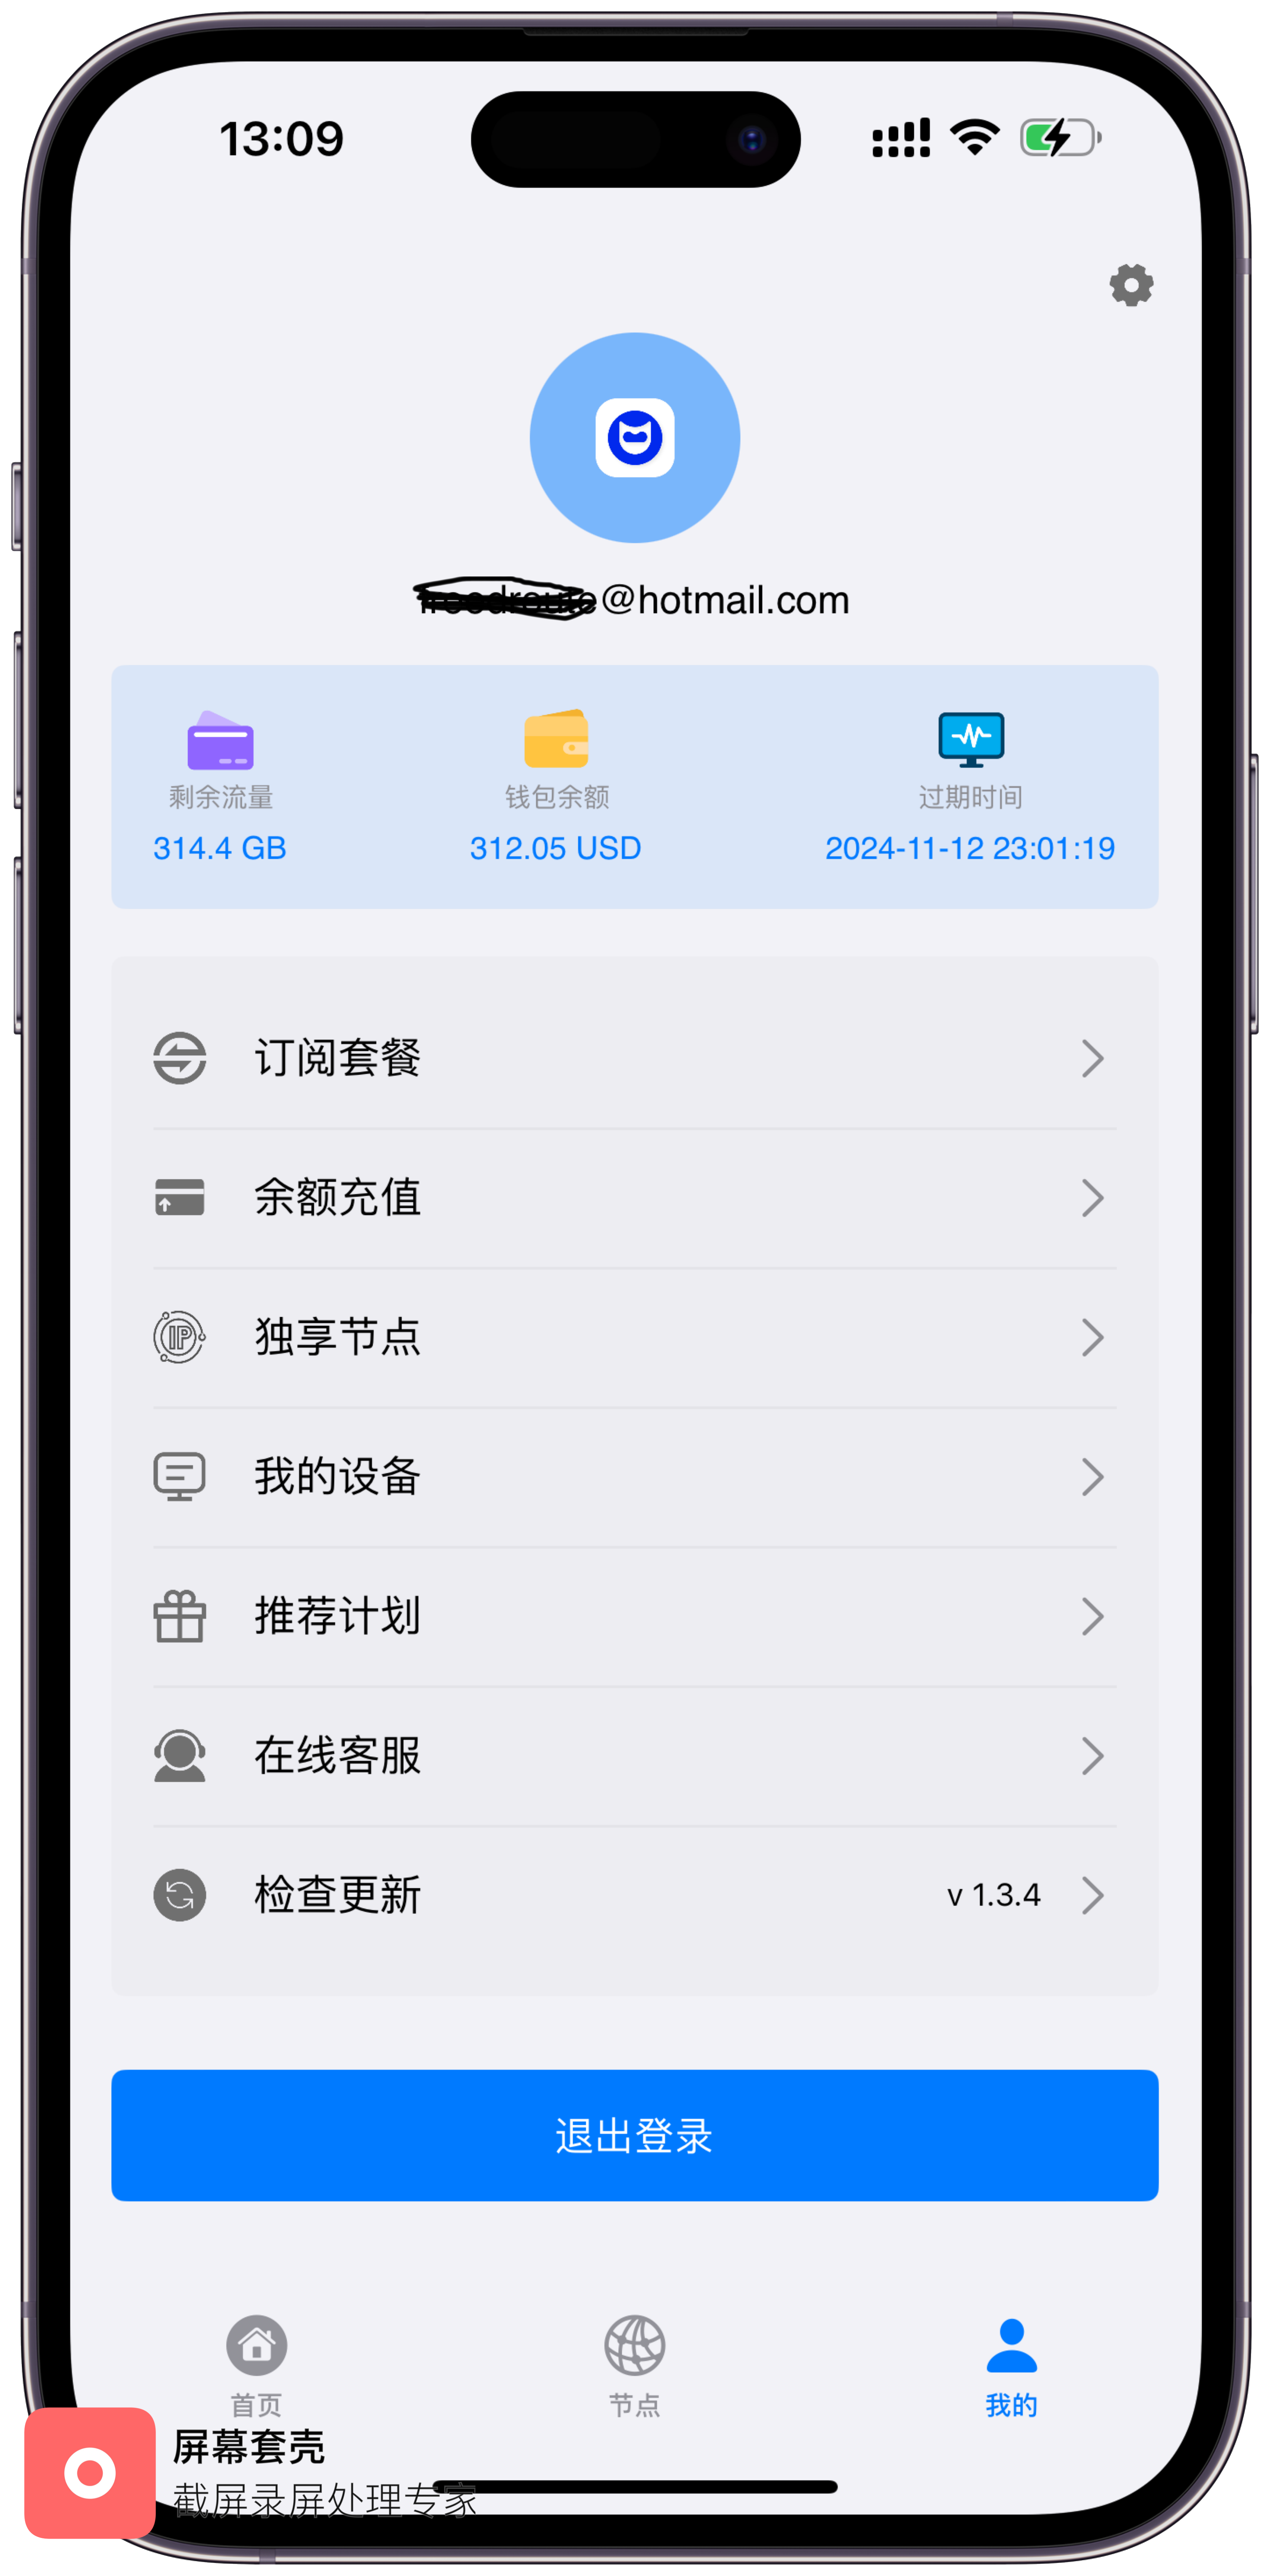 13:09
@hotmail.com
剩余流量 钱包余额 过期时间
314.4 GB 312.05 USD 2024-11-12 23:01:19
订阅套餐
余额充值
IP 独享节点
我的设备
推荐计划
在线客服
检查更新 v 1.3.4
退出登录
首页 节点 我的
屏幕套壳
截屏录屏处理专家